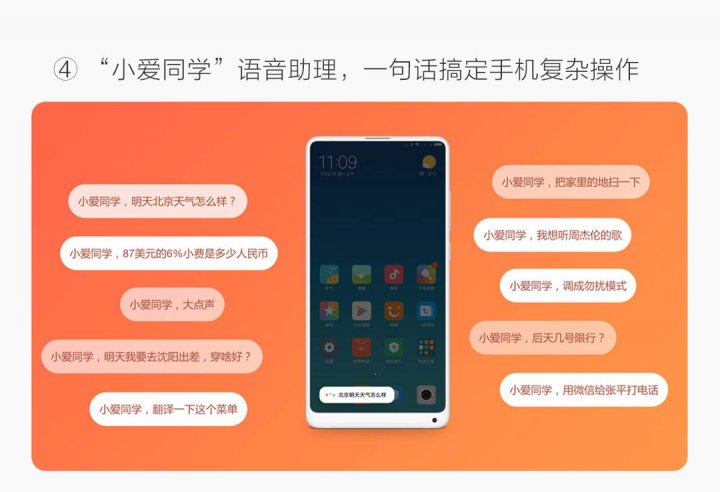 ④ “小爱同学”语音助理，一句话搞定手机复杂操作
小爱同学，明天北京天气怎么样？
小爱同学，87美元的6%小费是多少人民币
小爱同学，大点声
小爱同学，明天我要去沈阳出差，穿啥好？
小爱同学，翻译一下这个菜单
11:09
北京明天天气怎么样
小爱同学，把家里的地扫一下
小爱同学，我想听周杰伦的歌
小爱同学，调成勿扰模式
小爱同学，后天几号限行？
小爱同学，用微信给张平打电话